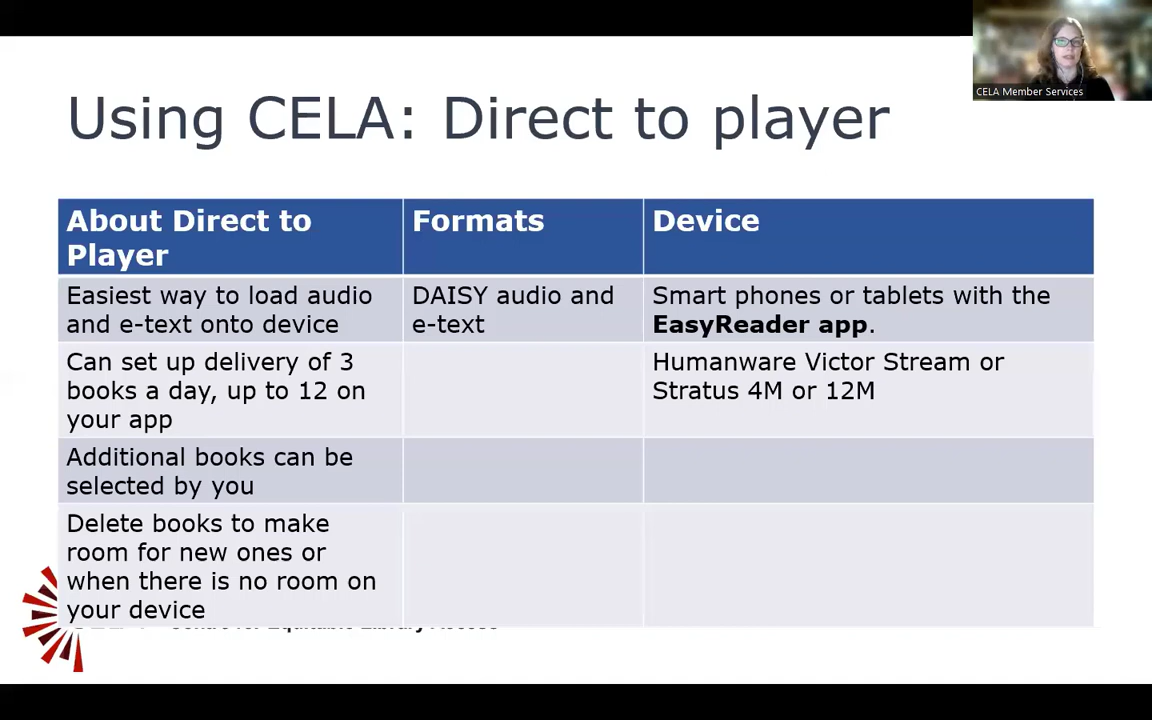 CELA Member Services
Using CELA: Direct to player
About Direct to
Player
Formats
Device
Easiest way to load audio
and e-text onto device
DAISY audio and
e-text
Smart phones or tablets with the
EasyReader app.
Can set up delivery of 3
books a day, up to 12 on
your app
Humanware Victor Stream or
Stratus 4M or 12M
Additional books can be
selected by you
Delete books to make
room for new ones or
when there is no room on
your device